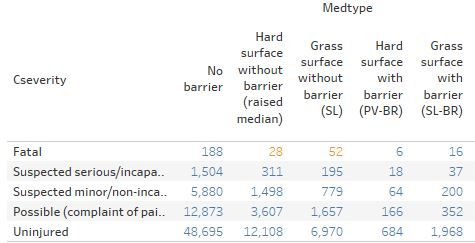 Medtype
Cseverity
No barrier
Hard surface without barrier (raised median)
Grass surface without barrier (SL)
Hard surface with barrier (PV-BR)
Grass surface with barrier (SL-BR)
Fatal 188 28 52 6 16
Suspected serious/incapa.. 1,504 311 195 18 37
Suspected minor/non-inca.. 5,880 1,498 779 64 200
Possible (complaint of pai.. 12,873 3,607 1,657 166 352
Uninjured 48,695 12,108 6,970 684 1,968